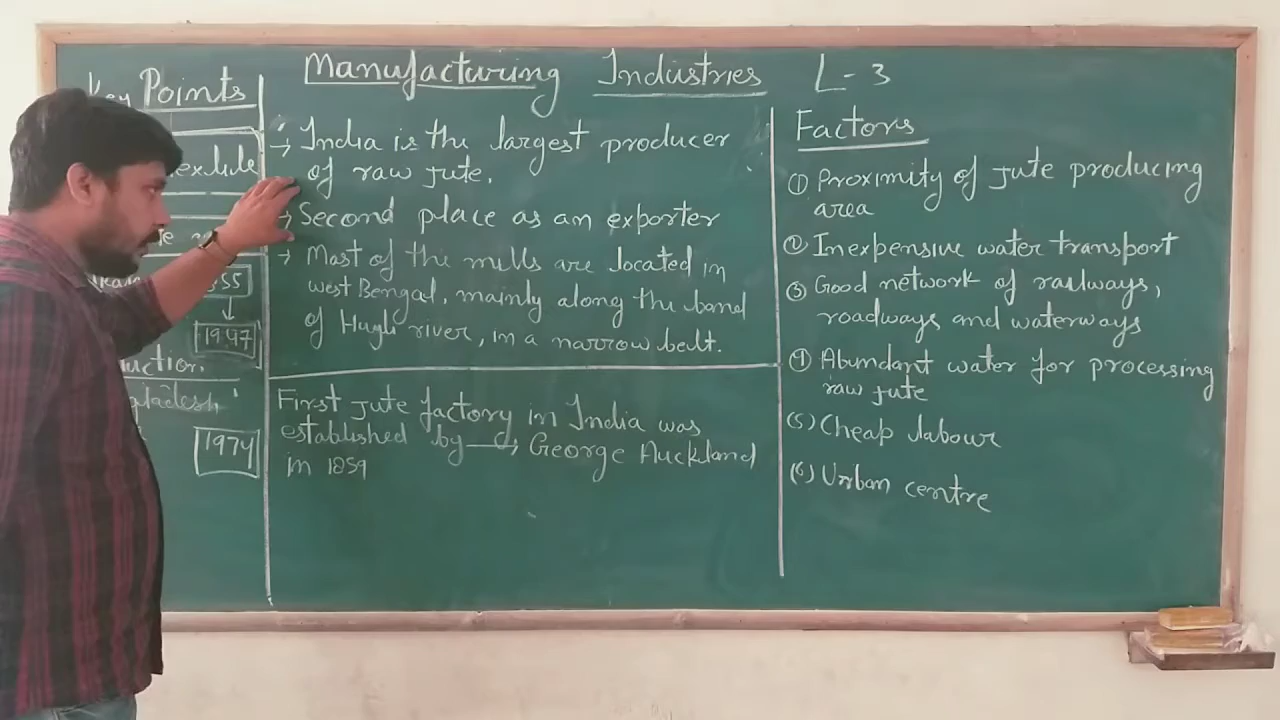 Manufacturing Industries L-3
Key Points
1947
1974
→ India is the largest producer
of raw jute.
→ Second place as an exporter
→ Most of the mills are located in
west Bengal, mainly along the band
of Hugli river, in a narrow belt.
First jute factory in India was
established by → George Auckland
in 1859
Factors
① Proximity of jute producing
area
② Inexpensive water transport
③ Good network of railways,
roadways and waterways
④ Abundant water for processing
raw jute
(5) Cheap labour
(6) Urban centre